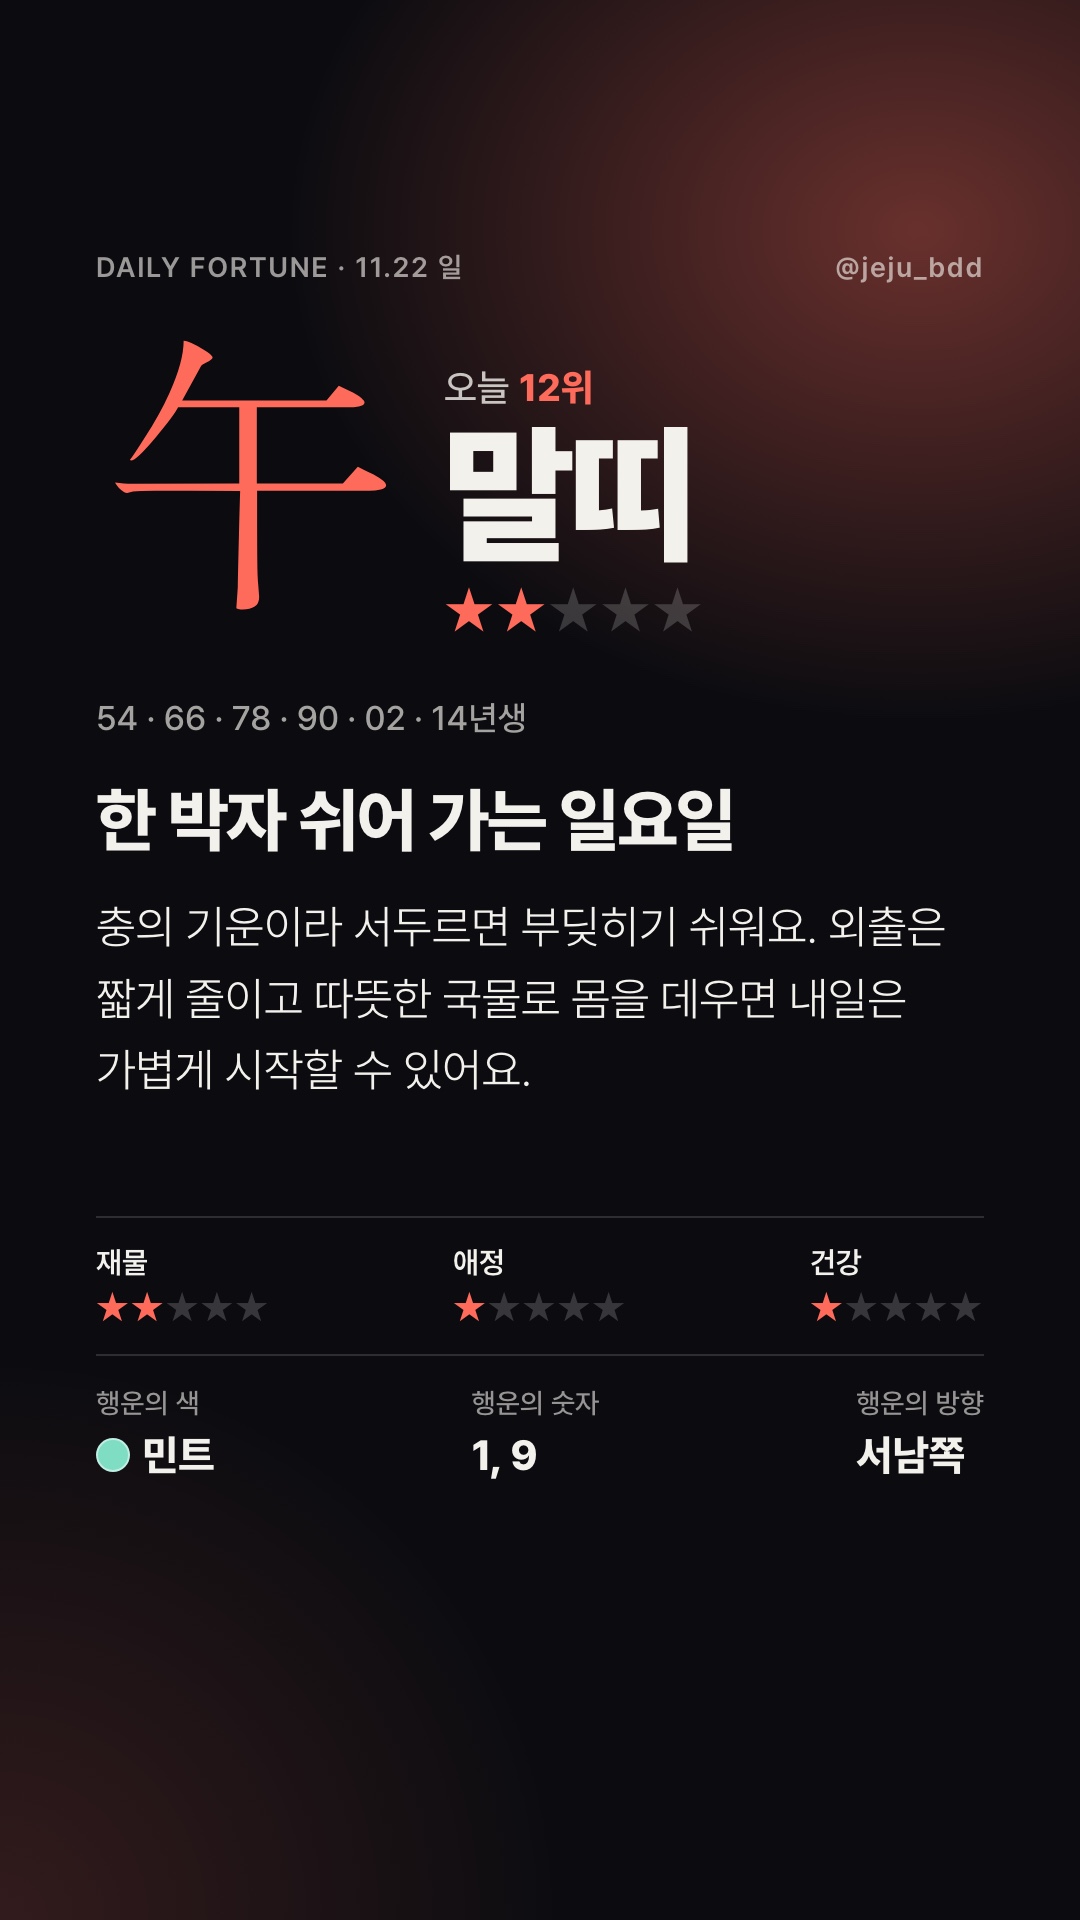 DAILY FORTUNE · 11.22 일
@jeju_bdd
午
오늘 12위
말띠
★★★★★
54 · 66 · 78 · 90 · 02 · 14년생
한 박자 쉬어 가는 일요일
충의 기운이라 서두르면 부딪히기 쉬워요. 외출은
짧게 줄이고 따뜻한 국물로 몸을 데우면 내일은
가볍게 시작할 수 있어요.
재물 애정 건강
★★★★★ ★★★★★ ★★★★★
행운의 색 행운의 숫자 행운의 방향
민트 1, 9 서남쪽